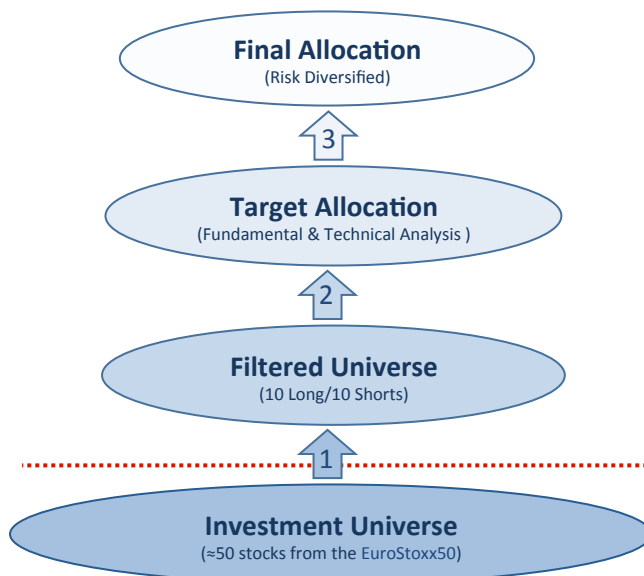 Final Allocation
(Risk Diversified)
3
Target Allocation
(Fundamental & Technical Analysis )
2
Filtered Universe
(10 Long/10 Shorts)
1
Investment Universe
(≈50 stocks from the EuroStoxx50)